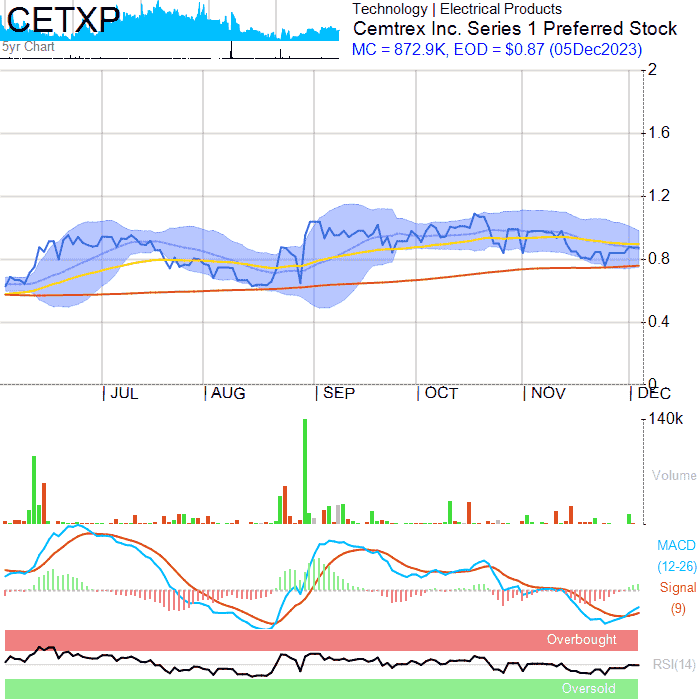 CETXP
5yr Chart
Technology | Electrical Products
Cemtrex Inc. Series 1 Preferred Stock
MC = 872.9K, EOD = $0.87 (05Dec2023)
2
1.6
1.2
0.8
0.4
0
JUL AUG SEP OCT NOV DEC
140k
Volume
MACD
(12-26)
Signal
(9)
Overbought
RSI(14)
Oversold